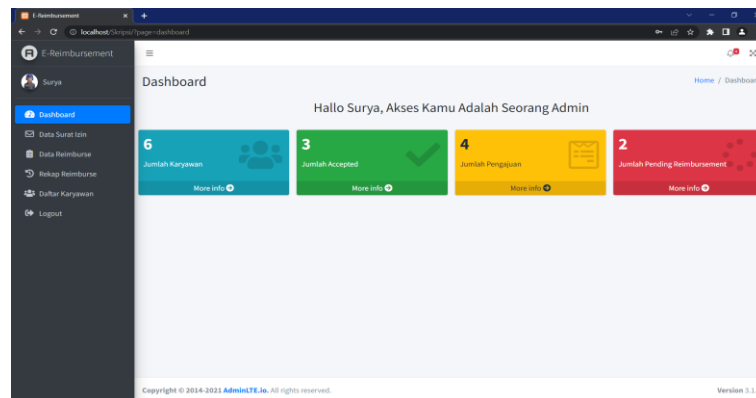 E-Reimbursement
localhost/Skripsi/?page=dashboard
E-Reimbursement
Surya
Dashboard
Data Surat Izin
Data Reimburse
Rekap Reimburse
Daftar Karyawan
Logout
Dashboard
Home / Dashboar
Hallo Surya, Akses Kamu Adalah Seorang Admin
6
Jumlah Karyawan
More info
3
Jumlah Accepted
More info
4
Jumlah Pengajuan
More info
2
Jumlah Pending Reimbursement
More info
Copyright © 2014-2021 AdminLTE.io. All rights reserved.
Version 3.1.